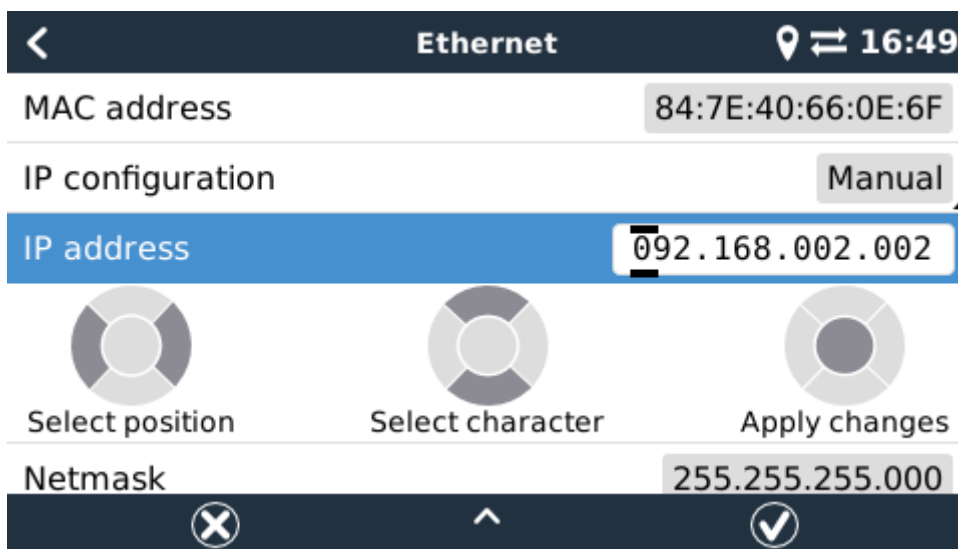 Ethernet 16:49
MAC address 84:7E:40:66:0E:6F
IP configuration Manual
IP address 092.168.002.002
Select position Select character Apply changes
Netmask 255.255.255.000